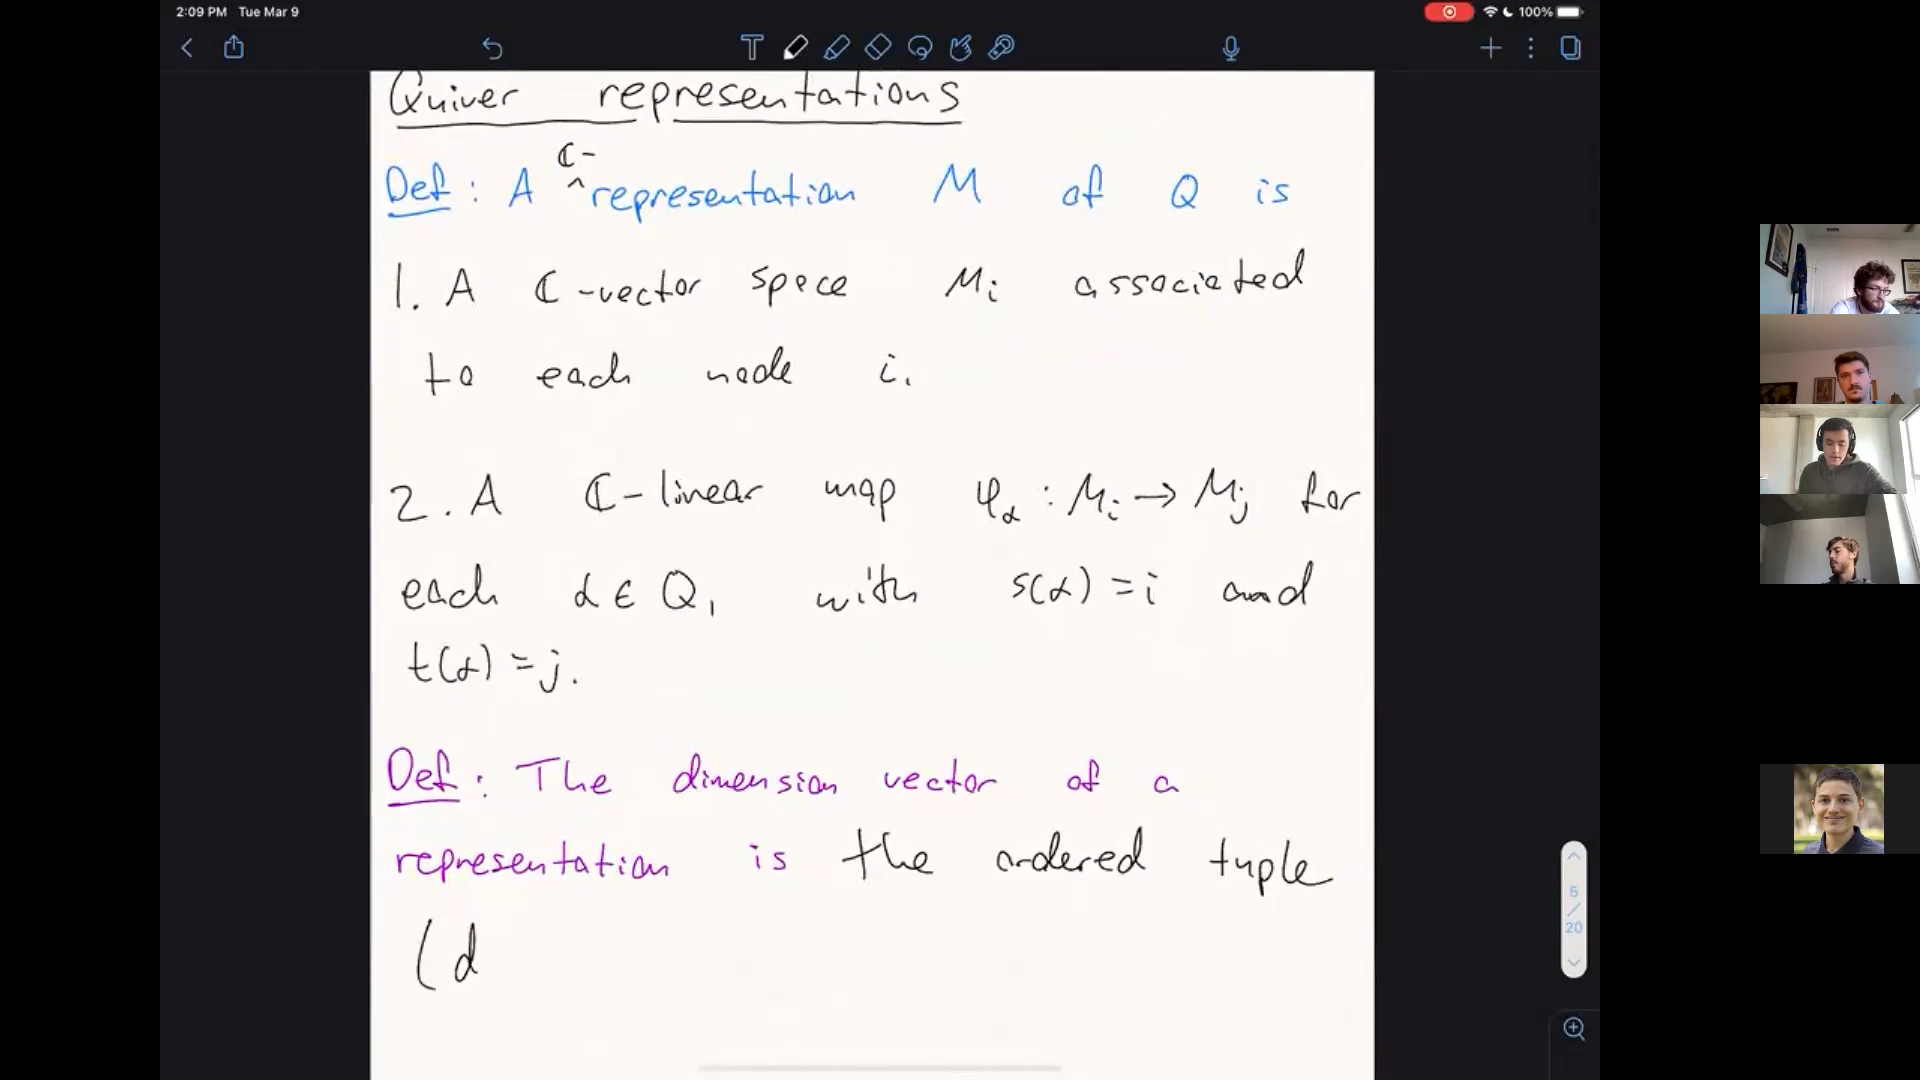 2:09 PM Tue Mar 9
100%
Quiver representations
ℂ-
Def: A ^ representation M of Q is
1. A ℂ-vector space Mᵢ associated
to each node i.
2. A ℂ-linear map φ_α : Mᵢ → Mⱼ for
each α ∈ Q₁ with s(α) = i and
t(α) = j.
Def: The dimension vector of a
representation is the ordered tuple
(d
5
/
20